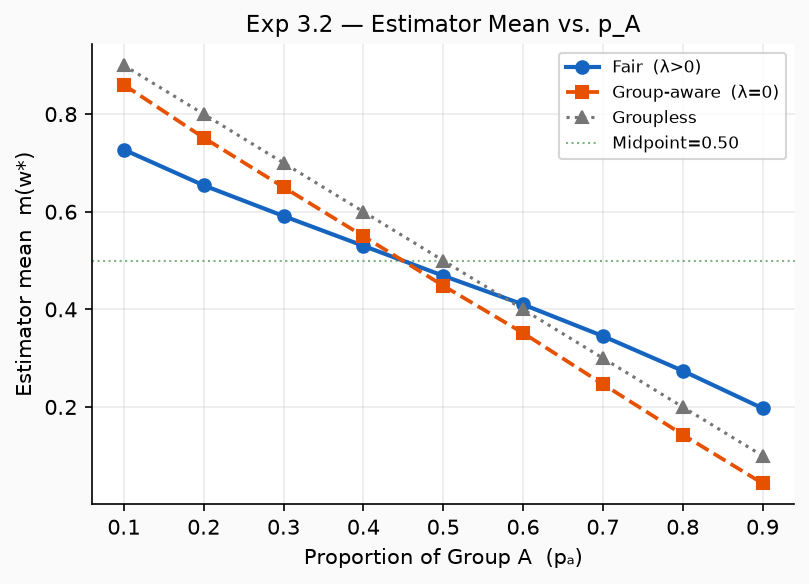 Exp 3.2 — Estimator Mean vs. p_A
Fair (λ>0)
Group-aware (λ=0)
Groupless
Midpoint=0.50
Estimator mean m(w*)
0.8
0.6
0.4
0.2
0.1 0.2 0.3 0.4 0.5 0.6 0.7 0.8 0.9
Proportion of Group A (pₐ)